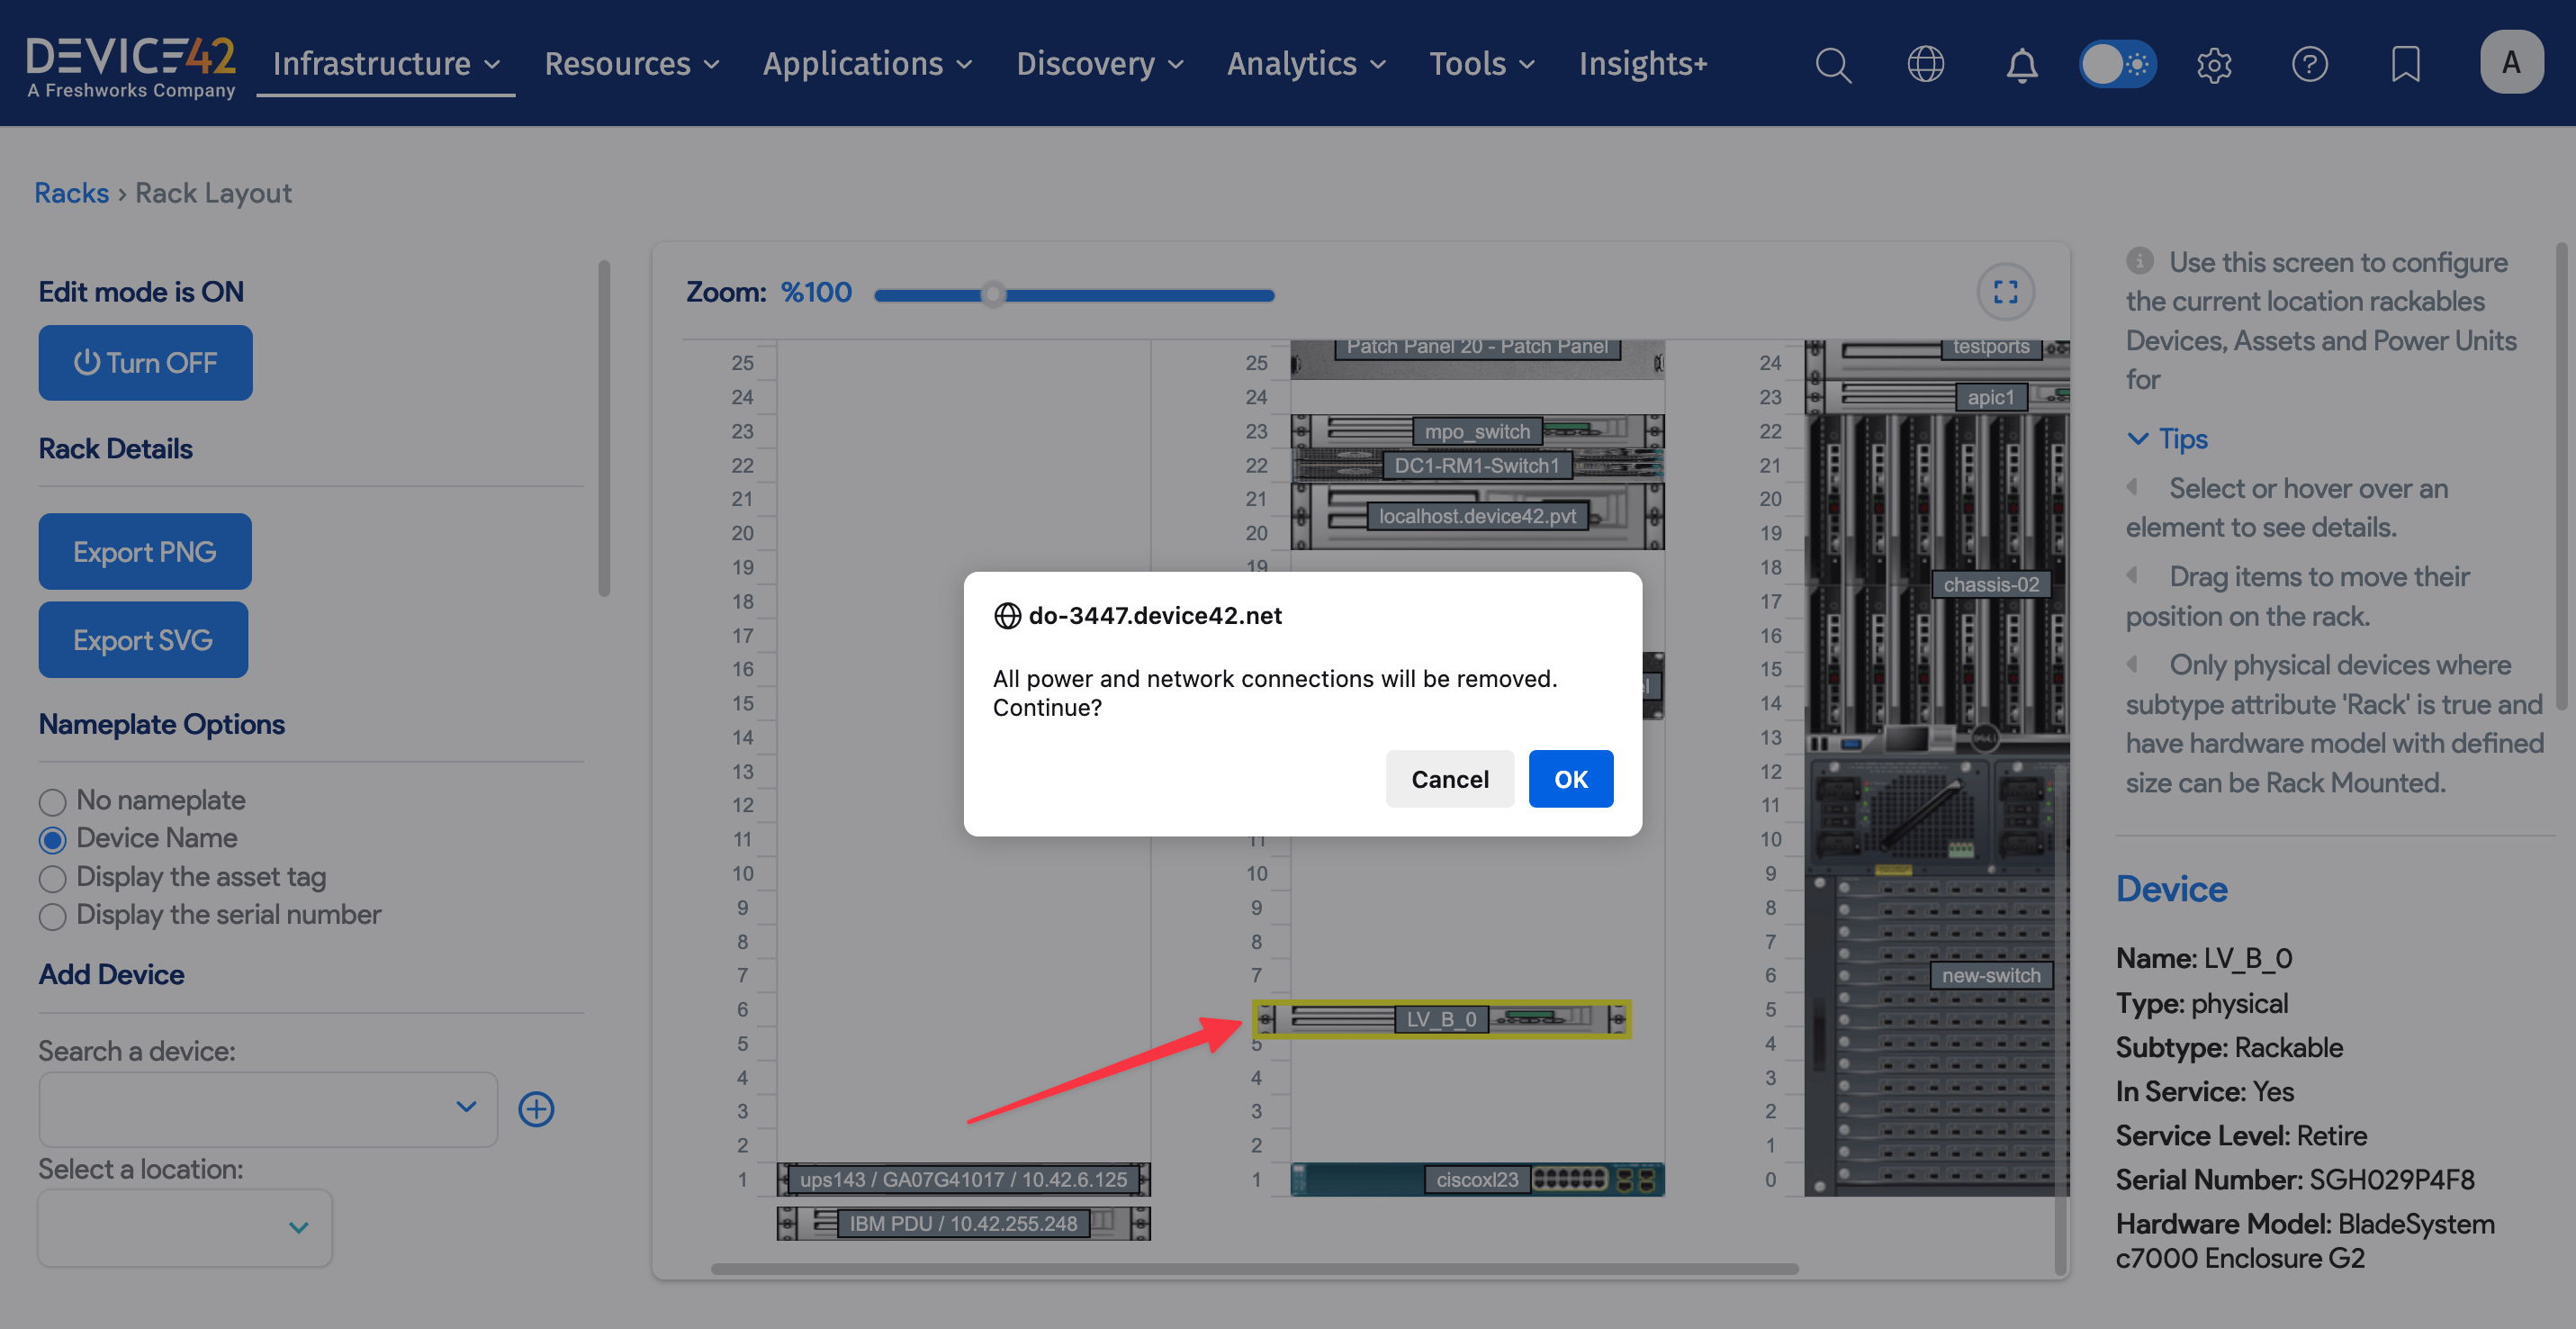 DEVICE42
A Freshworks Company
Infrastructure
Resources
Applications
Discovery
Analytics
Tools
Insights+
A
Racks › Rack Layout
Edit mode is ON
Turn OFF
Rack Details
Export PNG
Export SVG
Nameplate Options
No nameplate
Device Name
Display the asset tag
Display the serial number
Add Device
Search a device:
Select a location:
Zoom: %100
25
24
23
22
21
20
19
18
17
16
15
14
13
12
11
10
9
8
7
6
5
4
3
2
1
ups143 / GA07G41017 / 10.42.6.125
IBM PDU / 10.42.255.248
25
24
23
22
21
20
19
11
10
9
8
7
5
4
3
2
1
Patch Panel 20 - Patch Panel
mpo_switch
DC1-RM1-Switch1
localhost.device42.pvt
LV_B_0
ciscoxl23
24
23
22
21
20
19
18
17
16
15
14
13
12
11
10
9
8
7
6
5
4
3
2
1
0
testports
apic1
chassis-02
new-switch
do-3447.device42.net
All power and network connections will be removed.
Continue?
Cancel
OK
Use this screen to configure
the current location rackables
Devices, Assets and Power Units
for
Tips
Select or hover over an
element to see details.
Drag items to move their
position on the rack.
Only physical devices where
subtype attribute 'Rack' is true and
have hardware model with defined
size can be Rack Mounted.
Device
Name: LV_B_0
Type: physical
Subtype: Rackable
In Service: Yes
Service Level: Retire
Serial Number: SGH029P4F8
Hardware Model: BladeSystem
c7000 Enclosure G2